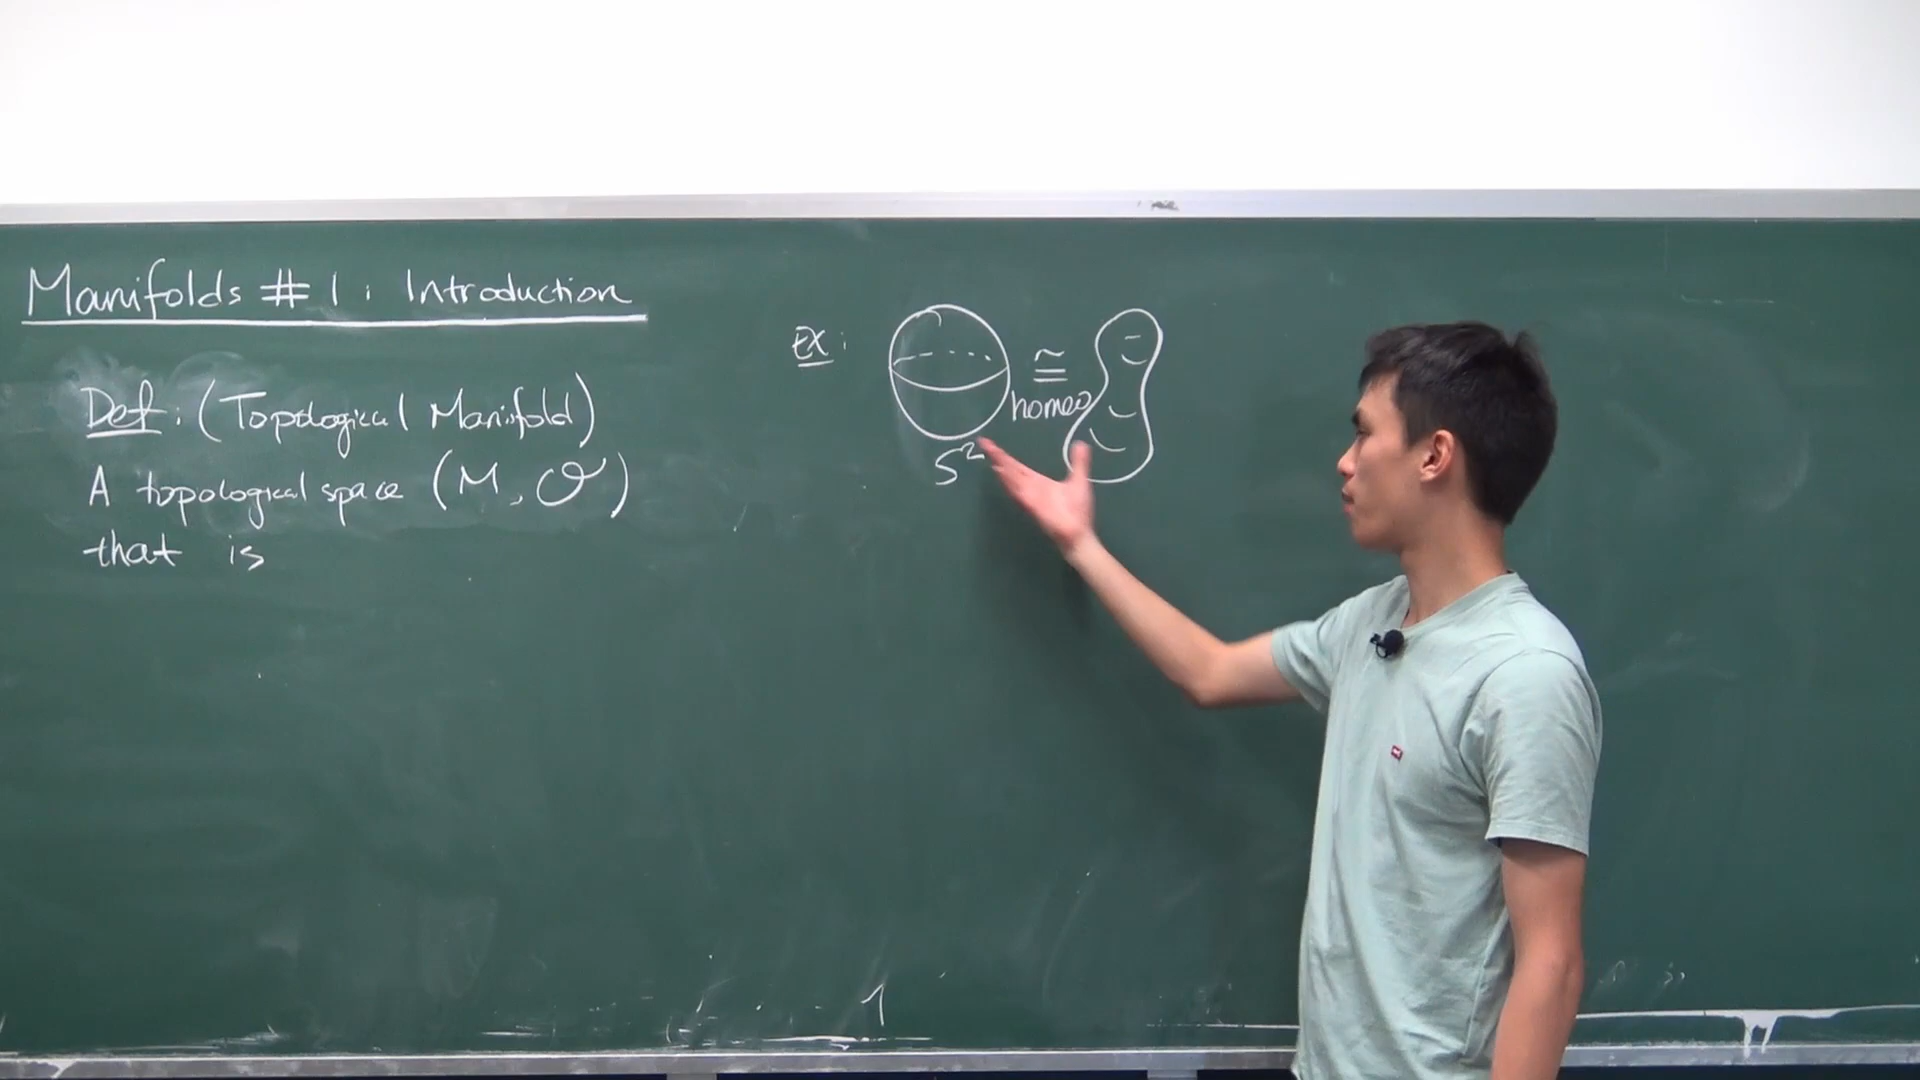 Manifolds #1: Introduction
Def: (Topological Manifold)
A topological space (M, 𝒪)
that is
Ex:
≅
homeo
S²